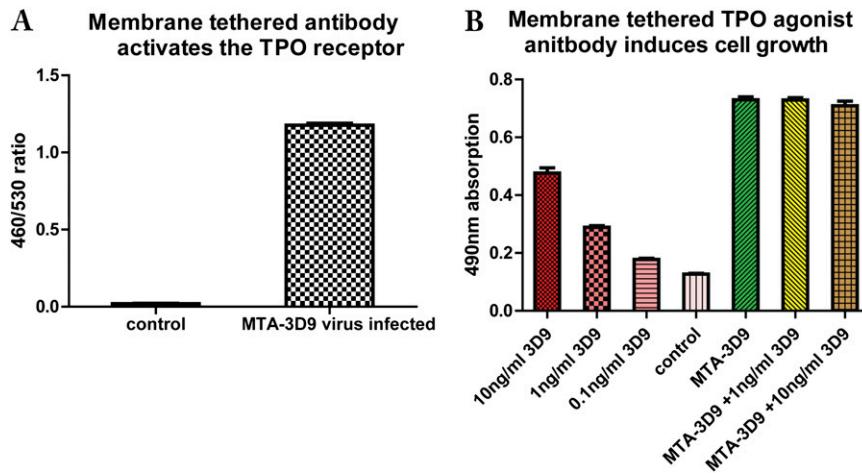 A
Membrane tethered antibody
activates the TPO receptor
460/530 ratio
1.5
1.0
0.5
0.0
control
MTA-3D9 virus infected
B
Membrane tethered TPO agonist
anitbody induces cell growth
490nm absorption
0.8
0.6
0.4
0.2
0.0
10ng/ml 3D9
1ng/ml 3D9
0.1ng/ml 3D9
control
MTA-3D9
MTA-3D9 +1ng/ml 3D9
MTA-3D9 +10ng/ml 3D9